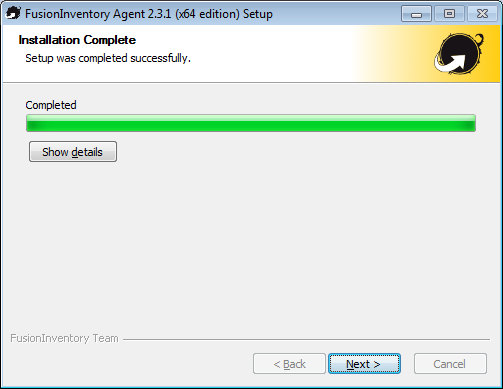 FusionInventory Agent 2.3.1 (x64 edition) Setup
Installation Complete
Setup was completed successfully.
Completed
Show details
FusionInventory Team
< Back
Next >
Cancel